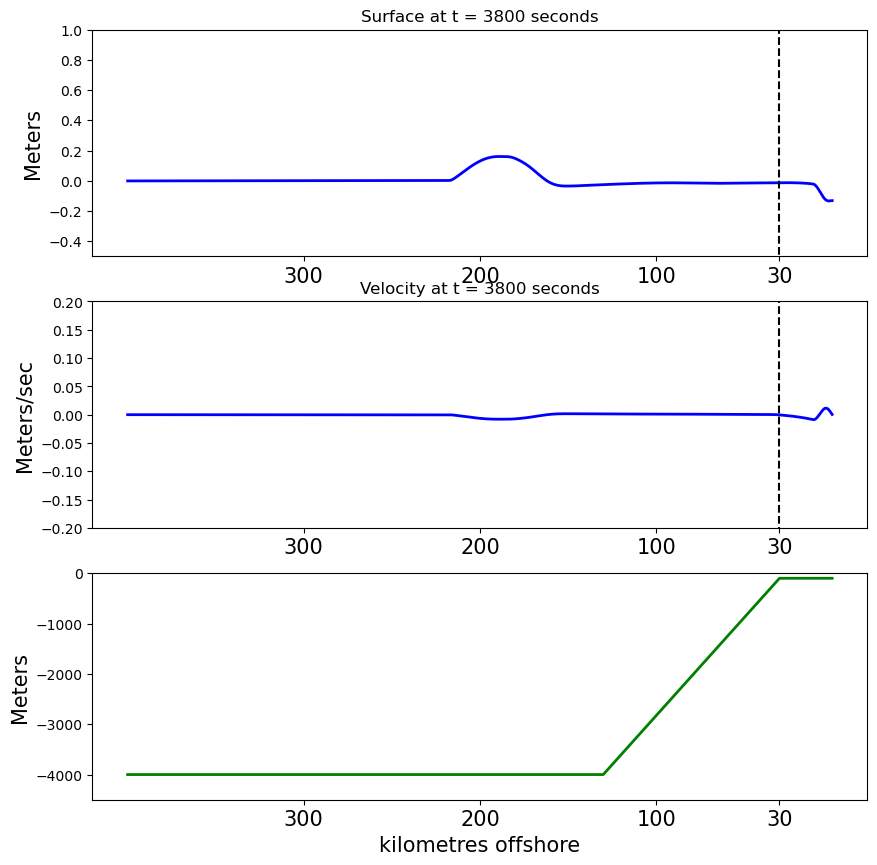 Surface at t = 3800 seconds
1.0
0.8
0.6
0.4
0.2
0.0
−0.2
−0.4
Meters
300 200 100 30
Velocity at t = 3800 seconds
0.20
0.15
0.10
0.05
0.00
−0.05
−0.10
−0.15
−0.20
Meters/sec
300 200 100 30
0
−1000
−2000
−3000
−4000
Meters
300 200 100 30
kilometres offshore